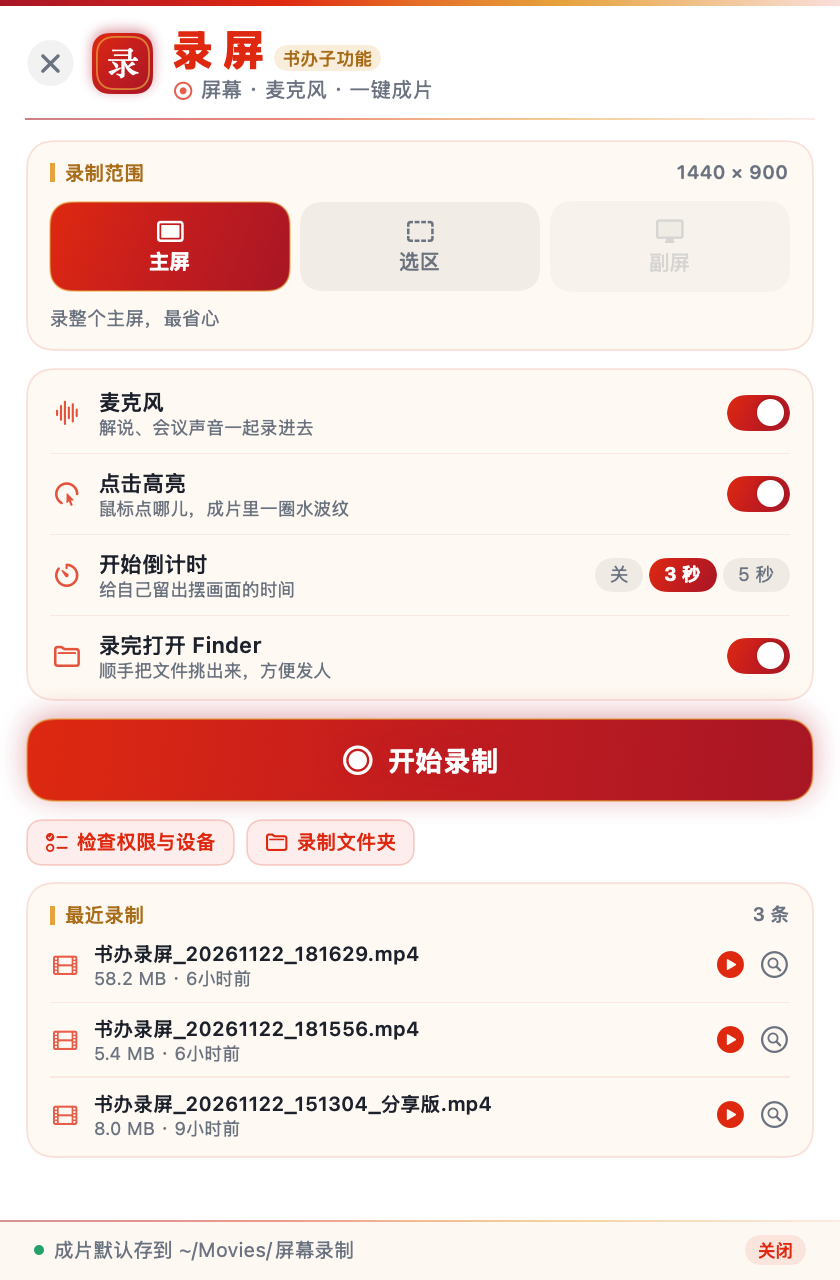 录
录 屏 书办子功能
屏幕 · 麦克风 · 一键成片
录制范围 1440 × 900
主屏 选区 副屏
录整个主屏，最省心
麦克风
解说、会议声音一起录进去
点击高亮
鼠标点哪儿，成片里一圈水波纹
开始倒计时
给自己留出摆画面的时间
关 3 秒 5 秒
录完打开 Finder
顺手把文件挑出来，方便发人
开始录制
检查权限与设备 录制文件夹
最近录制 3 条
书办录屏_20261122_181629.mp4
58.2 MB · 6小时前
书办录屏_20261122_181556.mp4
5.4 MB · 6小时前
书办录屏_20261122_151304_分享版.mp4
8.0 MB · 9小时前
成片默认存到 ~/Movies/屏幕录制 关闭